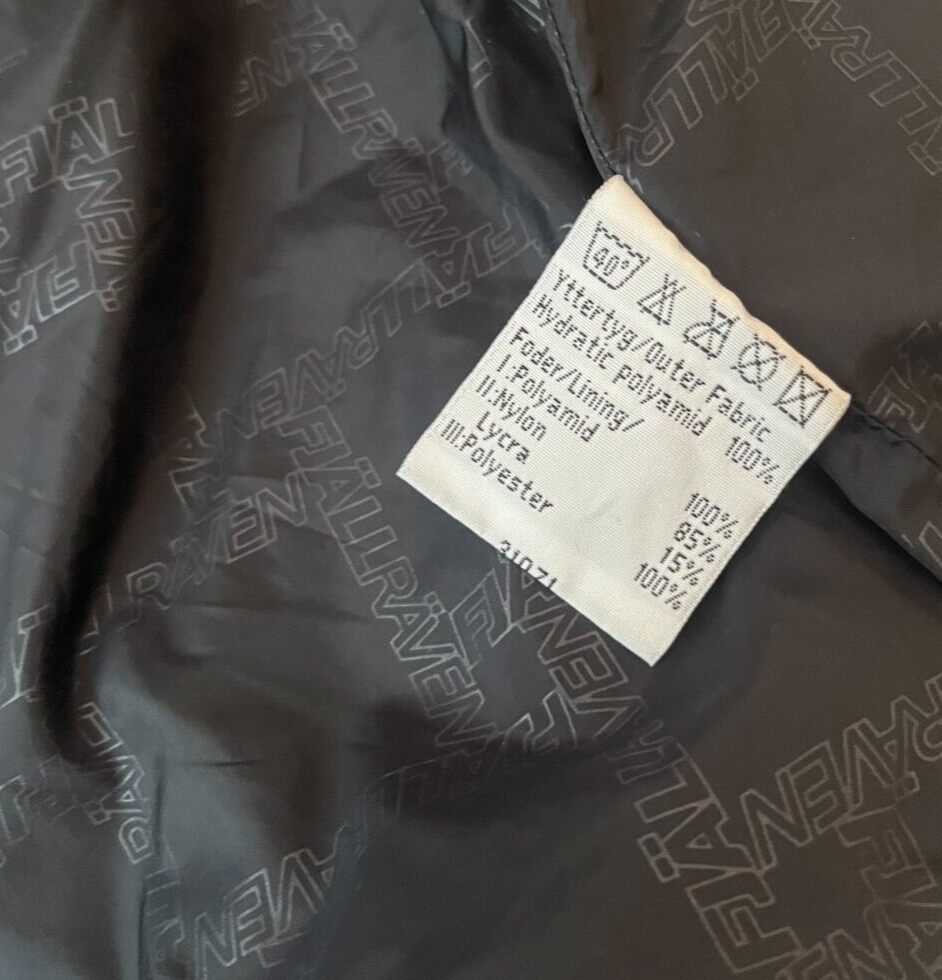 40°
Yttertyg/Outer Fabric
Hydratic polyamid 100%
Foder/Lining/
I:Polyamid 100%
II:Nylon 85%
Lycra 15%
III:Polyester 100%
31071
FJÄLLRÄVEN
FJÄLLRÄVEN
FJÄLLRÄVEN